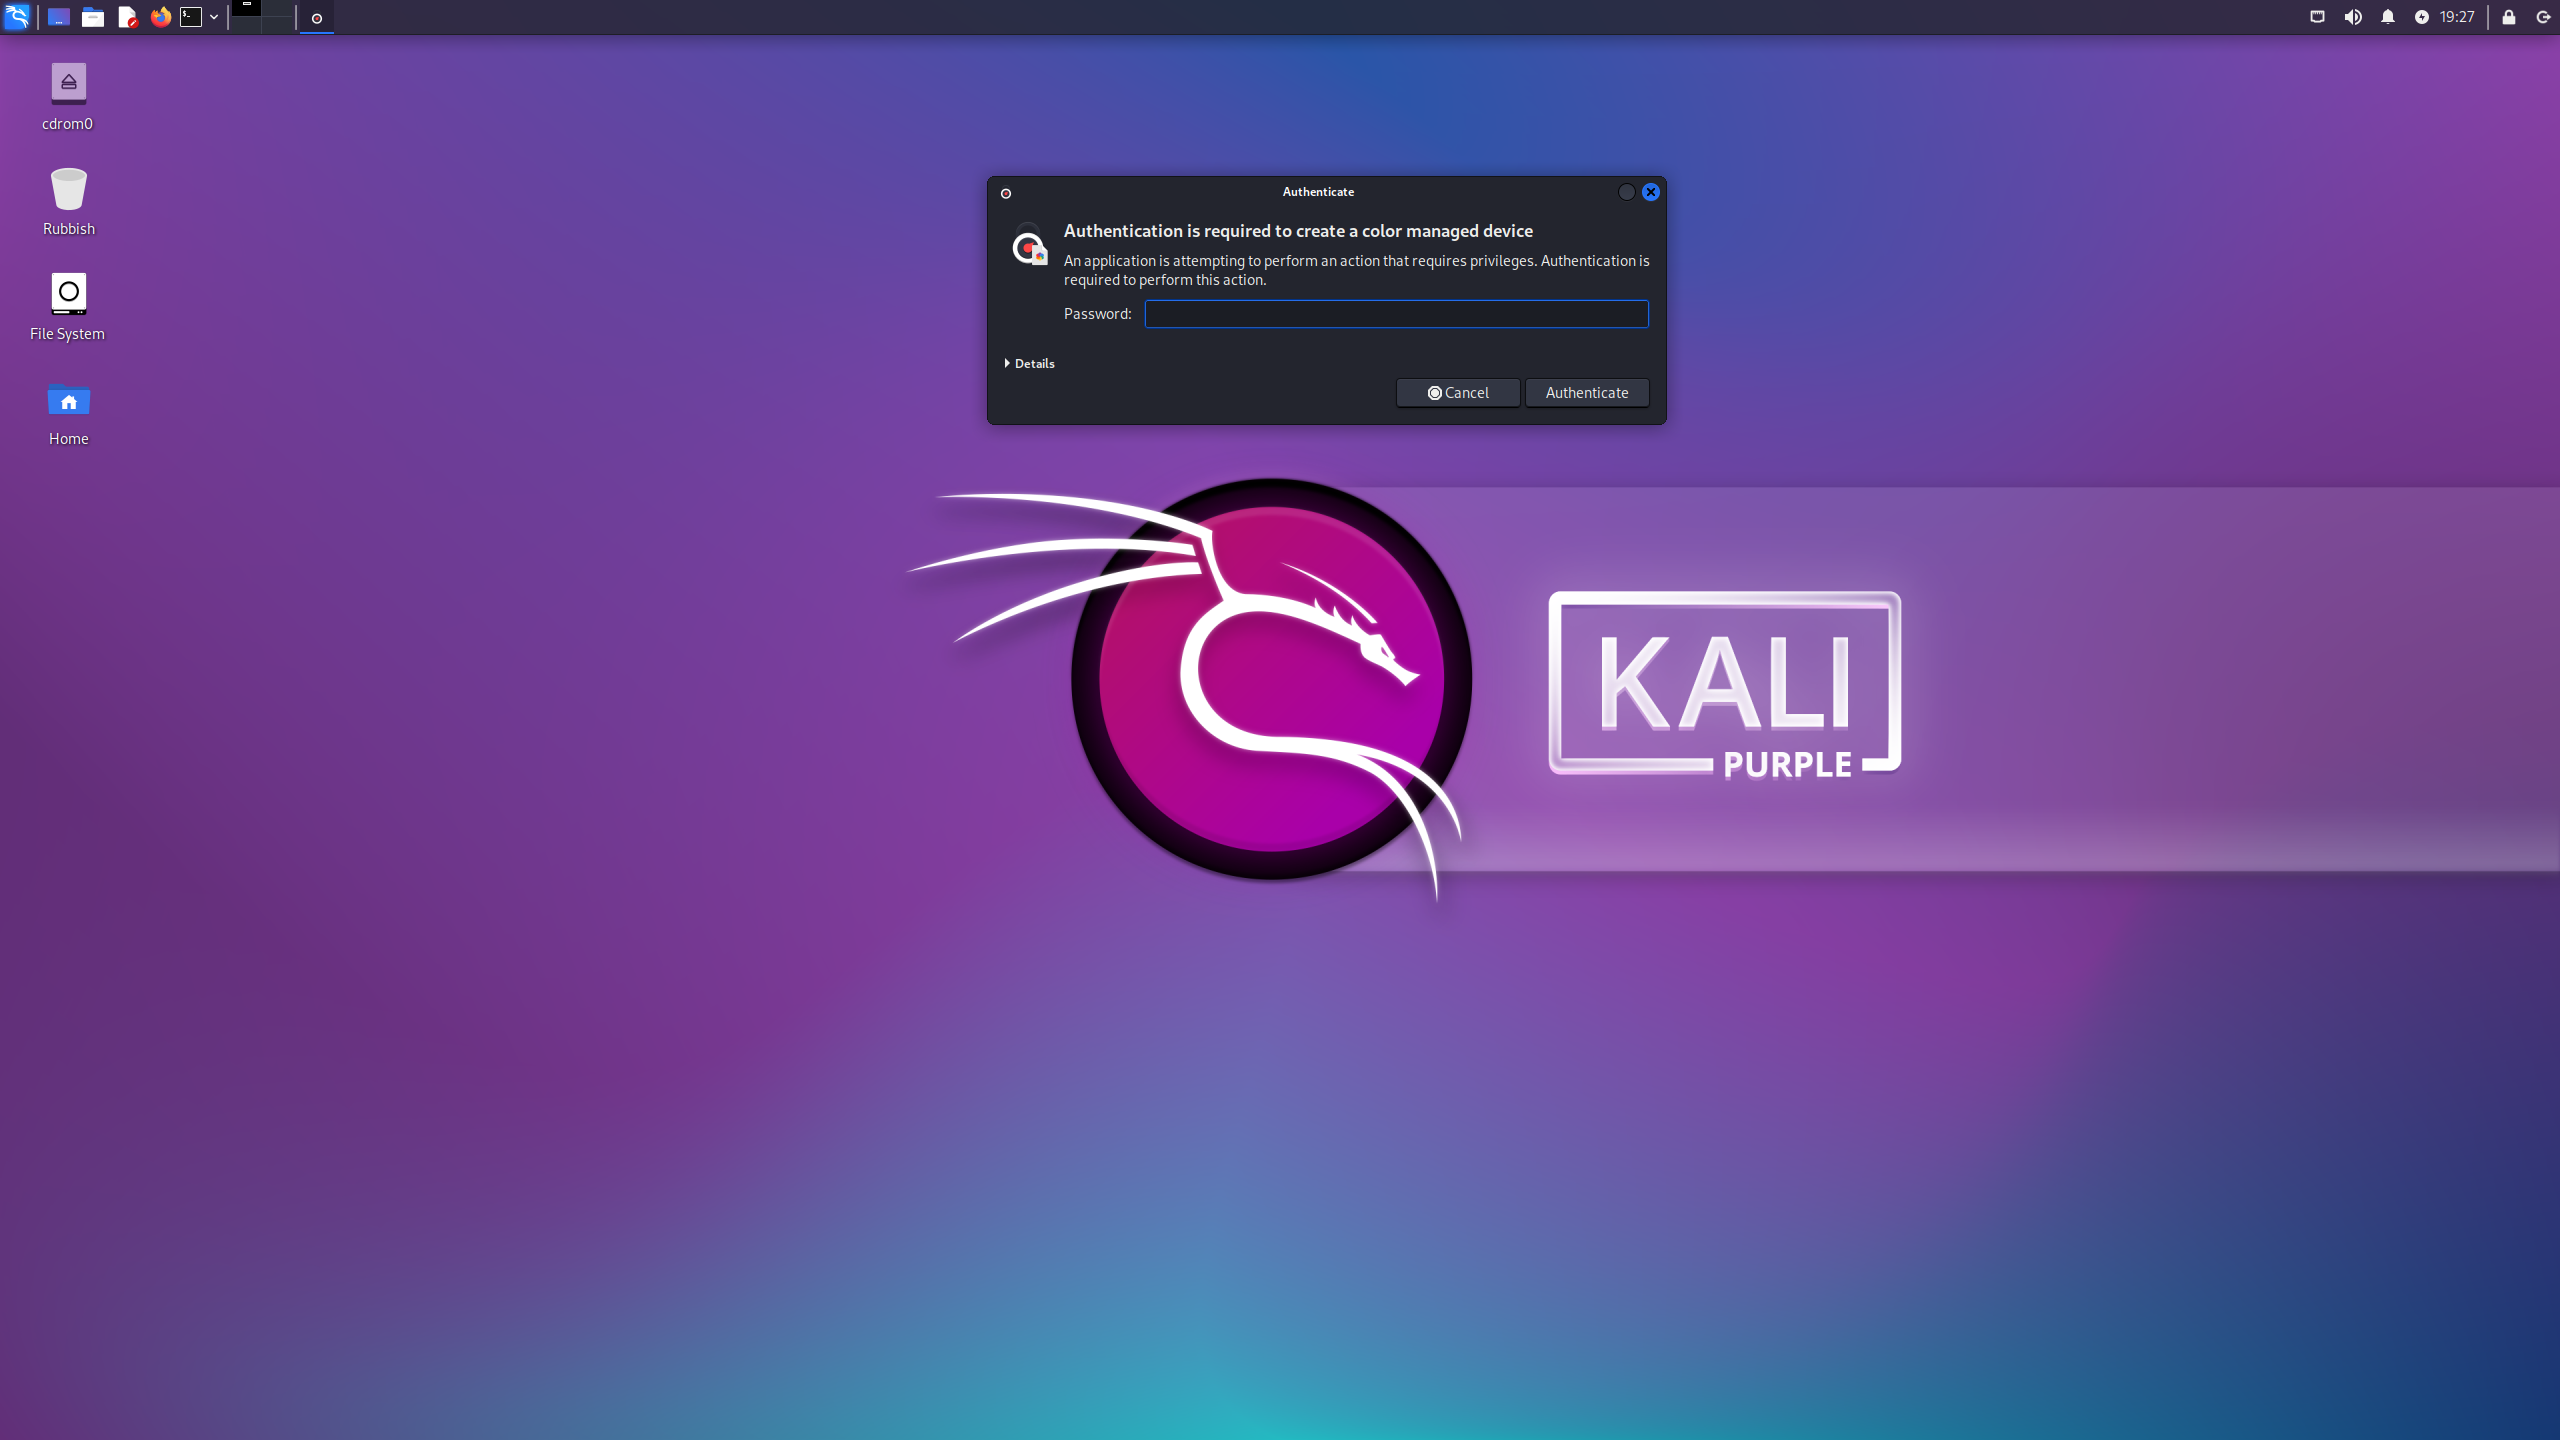 19:27
cdrom0
Rubbish
File System
Home
Authenticate
Authentication is required to create a color managed device
An application is attempting to perform an action that requires privileges. Authentication is
required to perform this action.
Password:
Details
Cancel
Authenticate
KALI
PURPLE